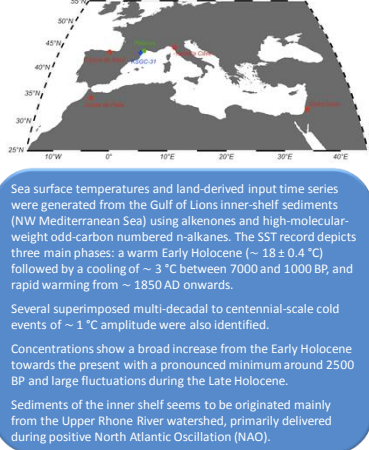 55°N
50°N
45°N
40°N
KSGC-31
35°N
30°N
25°N
10°W 0° 10°E 20°E 30°E 40°E
Sea surface temperatures and land-derived input time series
were generated from the Gulf of Lions inner-shelf sediments
(NW Mediterranean Sea) using alkenones and high-molecular-
weight odd-carbon numbered n-alkanes. The SST record depicts
three main phases: a warm Early Holocene (~ 18 ± 0.4 °C)
followed by a cooling of ~ 3 °C between 7000 and 1000 BP, and
rapid warming from ~ 1850 AD onwards.
Several superimposed multi-decadal to centennial-scale cold
events of ~ 1 °C amplitude were also identified.
Concentrations show a broad increase from the Early Holocene
towards the present with a pronounced minimum around 2500
BP and large fluctuations during the Late Holocene.
Sediments of the inner shelf seems to be originated mainly
from the Upper Rhone River watershed, primarily delivered
during positive North Atlantic Oscillation (NAO).